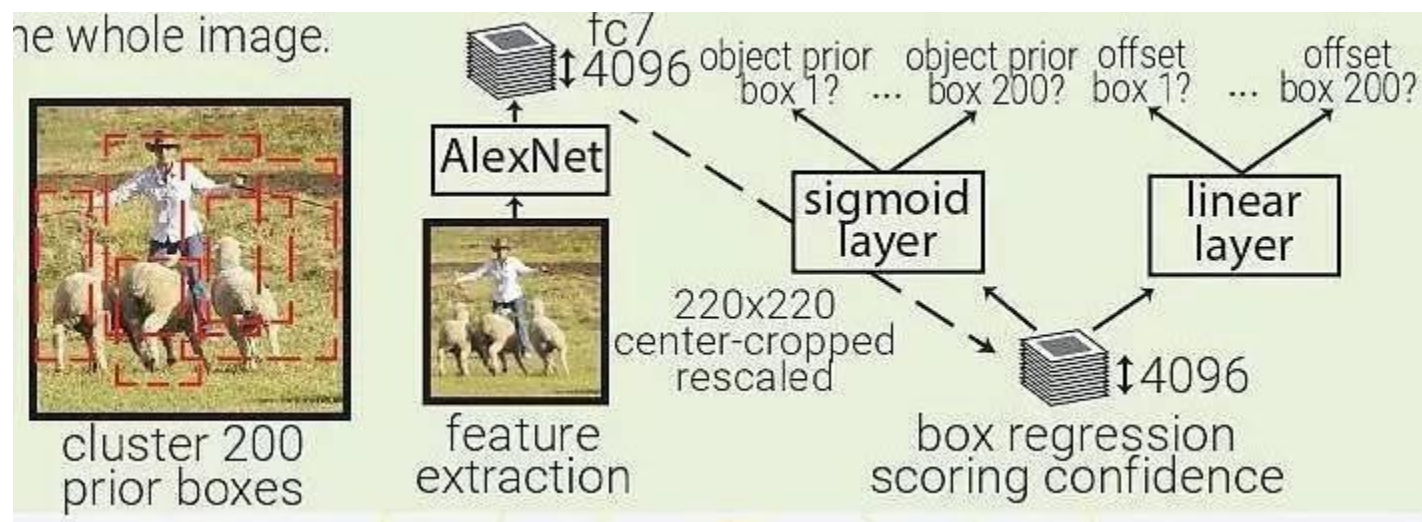 he whole image.
cluster 200
prior boxes
fc7
4096
AlexNet
220x220
center-cropped
rescaled
feature
extraction
object prior
box 1?
...
object prior
box 200?
offset
box 1?
...
offset
box 200?
sigmoid
layer
linear
layer
4096
box regression
scoring confidence